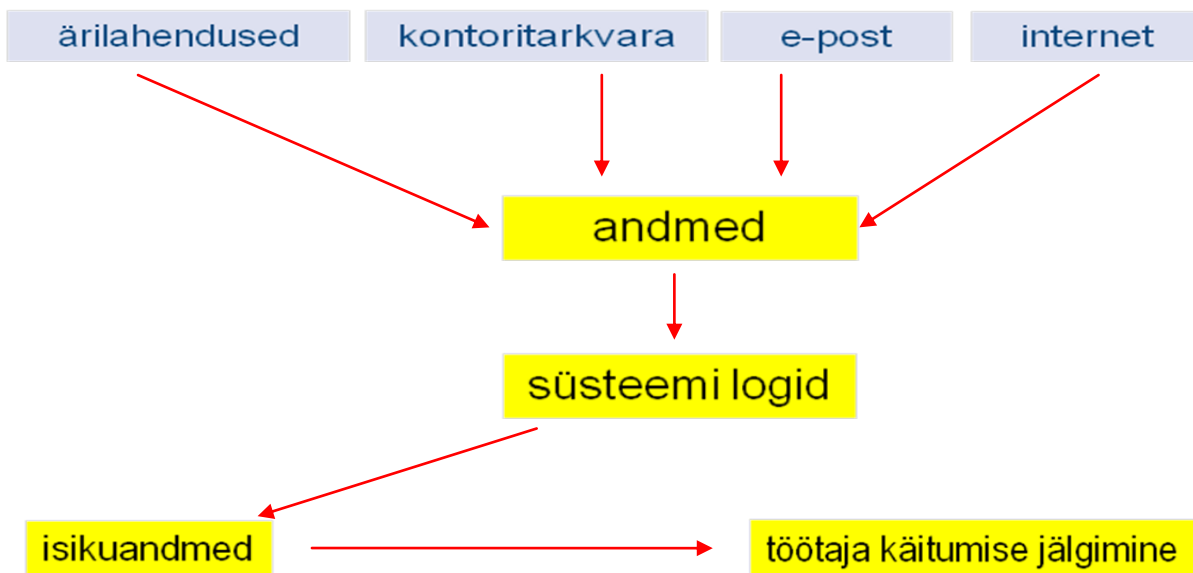 ärilahendused
kontoritarkvara
e-post
internet
andmed
süsteemi logid
isikuandmed
töötaja käitumise jälgimine